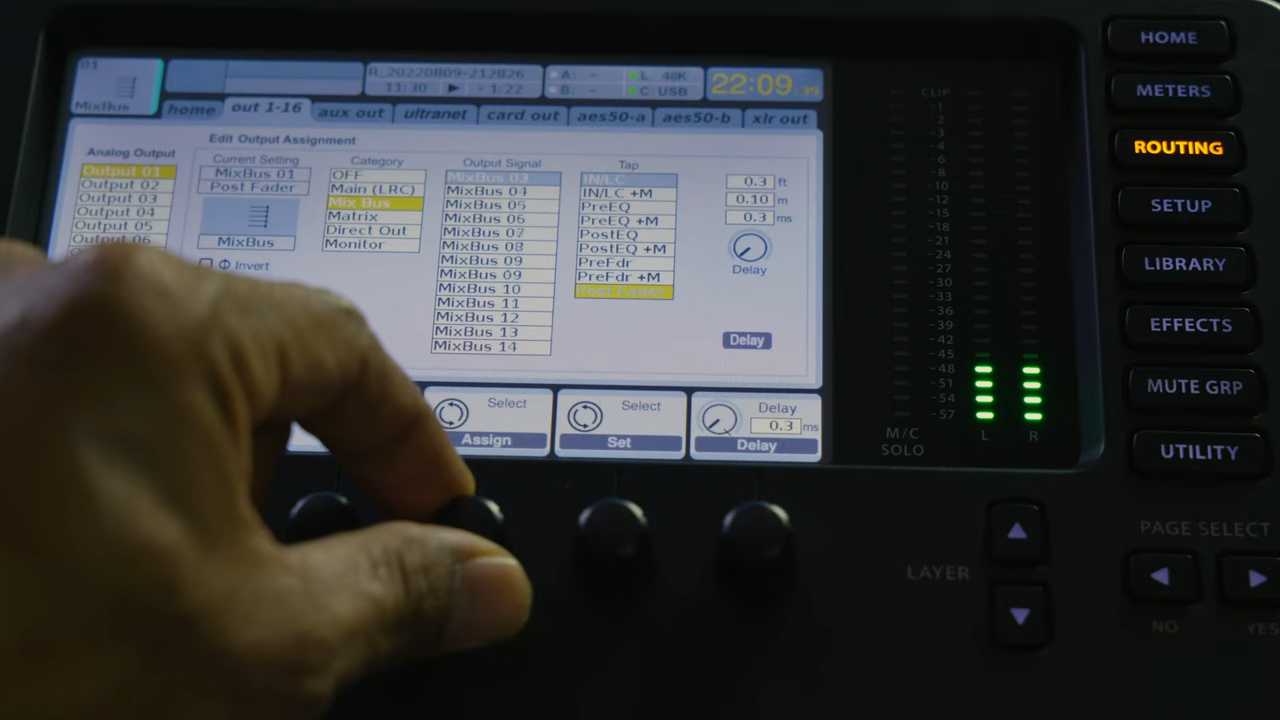 01
MixBus
R_20220809-212826
11:30 ▶ - 1:22
A: -
B: -
L 48K
C: USB
22:09:39
home
out 1-16
aux out
ultranet
card out
aes50-a
aes50-b
xlr out
Edit Output Assignment
Analog Output
Output 01
Output 02
Output 03
Output 04
Output 05
Output 06
Current Setting
MixBus 01
Post Fader
MixBus
Φ Invert
Category
OFF
Main (LRC)
Mix Bus
Matrix
Direct Out
Monitor
Output Signal
MixBus 03
MixBus 04
MixBus 05
MixBus 06
MixBus 07
MixBus 08
MixBus 09
MixBus 09
MixBus 10
MixBus 11
MixBus 12
MixBus 13
MixBus 14
Tap
IN/LC
IN/LC +M
PreEQ
PreEQ +M
PostEQ
PostEQ +M
PreFdr
PreFdr +M
Post Fader
0.3 ft
0.10 m
0.3 ms
Delay
Delay
Select
Assign
Select
Set
Delay
0.3 ms
Delay
CLIP
-1
-2
-3
-4
-6
-8
-10
-12
-15
-18
-21
-24
-27
-30
-33
-36
-39
-42
-45
-48
-51
-54
-57
M/C
SOLO
L
R
HOME
METERS
ROUTING
SETUP
LIBRARY
EFFECTS
MUTE GRP
UTILITY
LAYER
PAGE SELECT
NO
YES